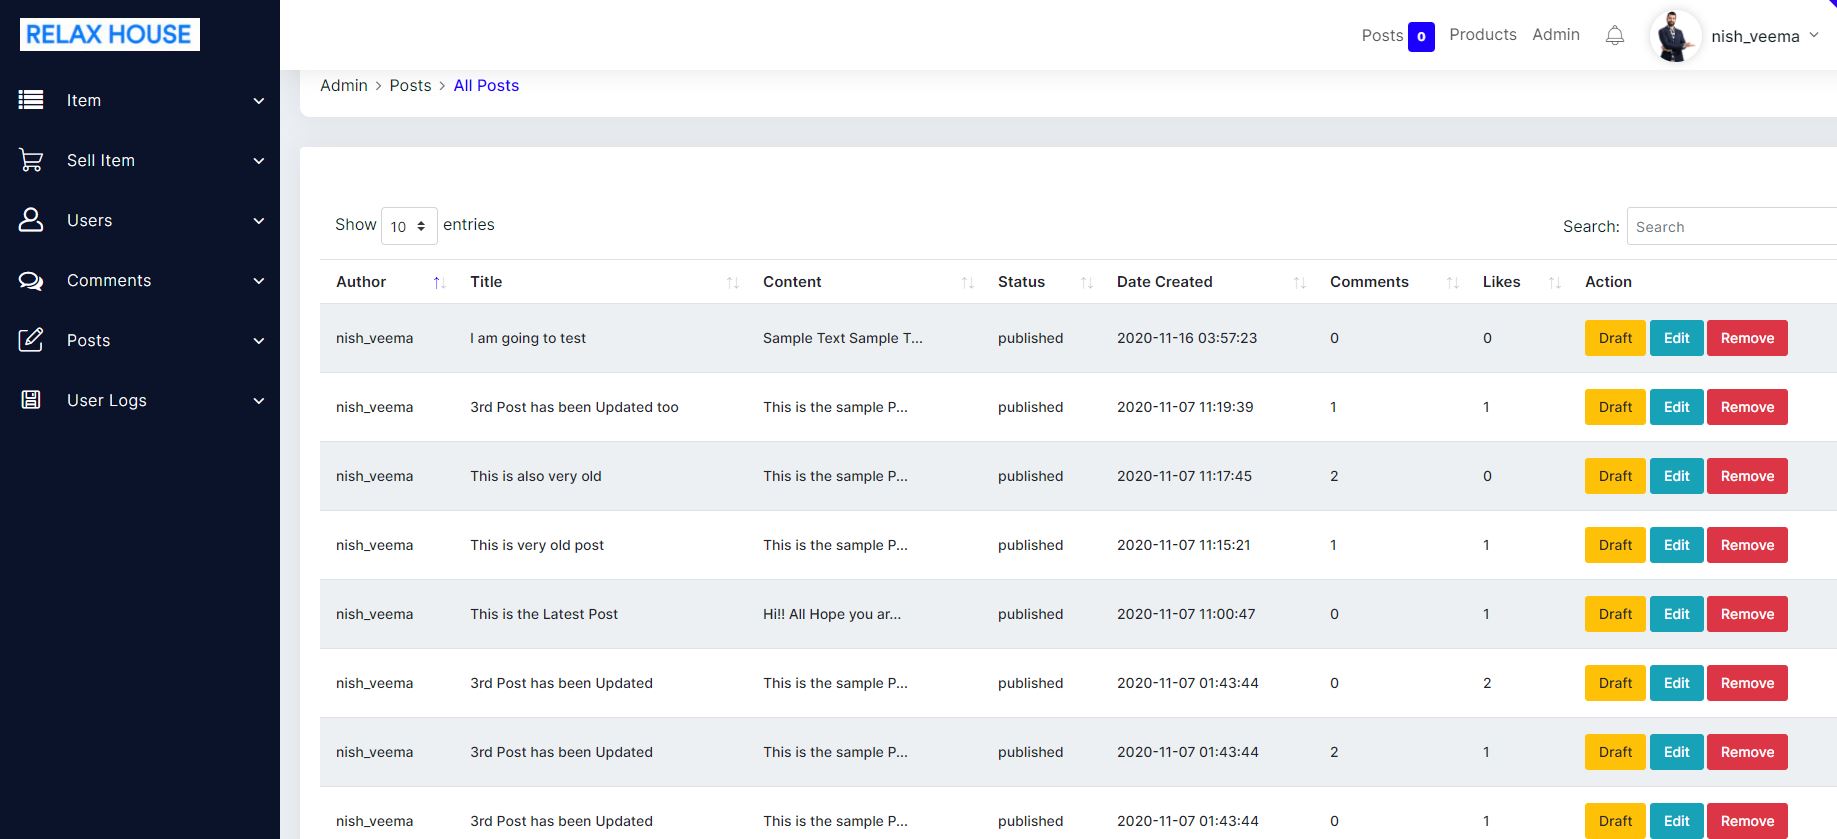 RELAX HOUSE
Posts 0 Products Admin nish_veema
Item
Sell Item
Users
Comments
Posts
User Logs
Admin > Posts > All Posts
Show 10 entries
Search: Search
Author Title Content Status Date Created Comments Likes Action
nish_veema I am going to test Sample Text Sample T... published 2020-11-16 03:57:23 0 0 Draft Edit Remove
nish_veema 3rd Post has been Updated too This is the sample P... published 2020-11-07 11:19:39 1 1 Draft Edit Remove
nish_veema This is also very old This is the sample P... published 2020-11-07 11:17:45 2 0 Draft Edit Remove
nish_veema This is very old post This is the sample P... published 2020-11-07 11:15:21 1 1 Draft Edit Remove
nish_veema This is the Latest Post Hi!! All Hope you ar... published 2020-11-07 11:00:47 0 1 Draft Edit Remove
nish_veema 3rd Post has been Updated This is the sample P... published 2020-11-07 01:43:44 0 2 Draft Edit Remove
nish_veema 3rd Post has been Updated This is the sample P... published 2020-11-07 01:43:44 2 1 Draft Edit Remove
nish_veema 3rd Post has been Updated This is the sample P... published 2020-11-07 01:43:44 0 1 Draft Edit Remove